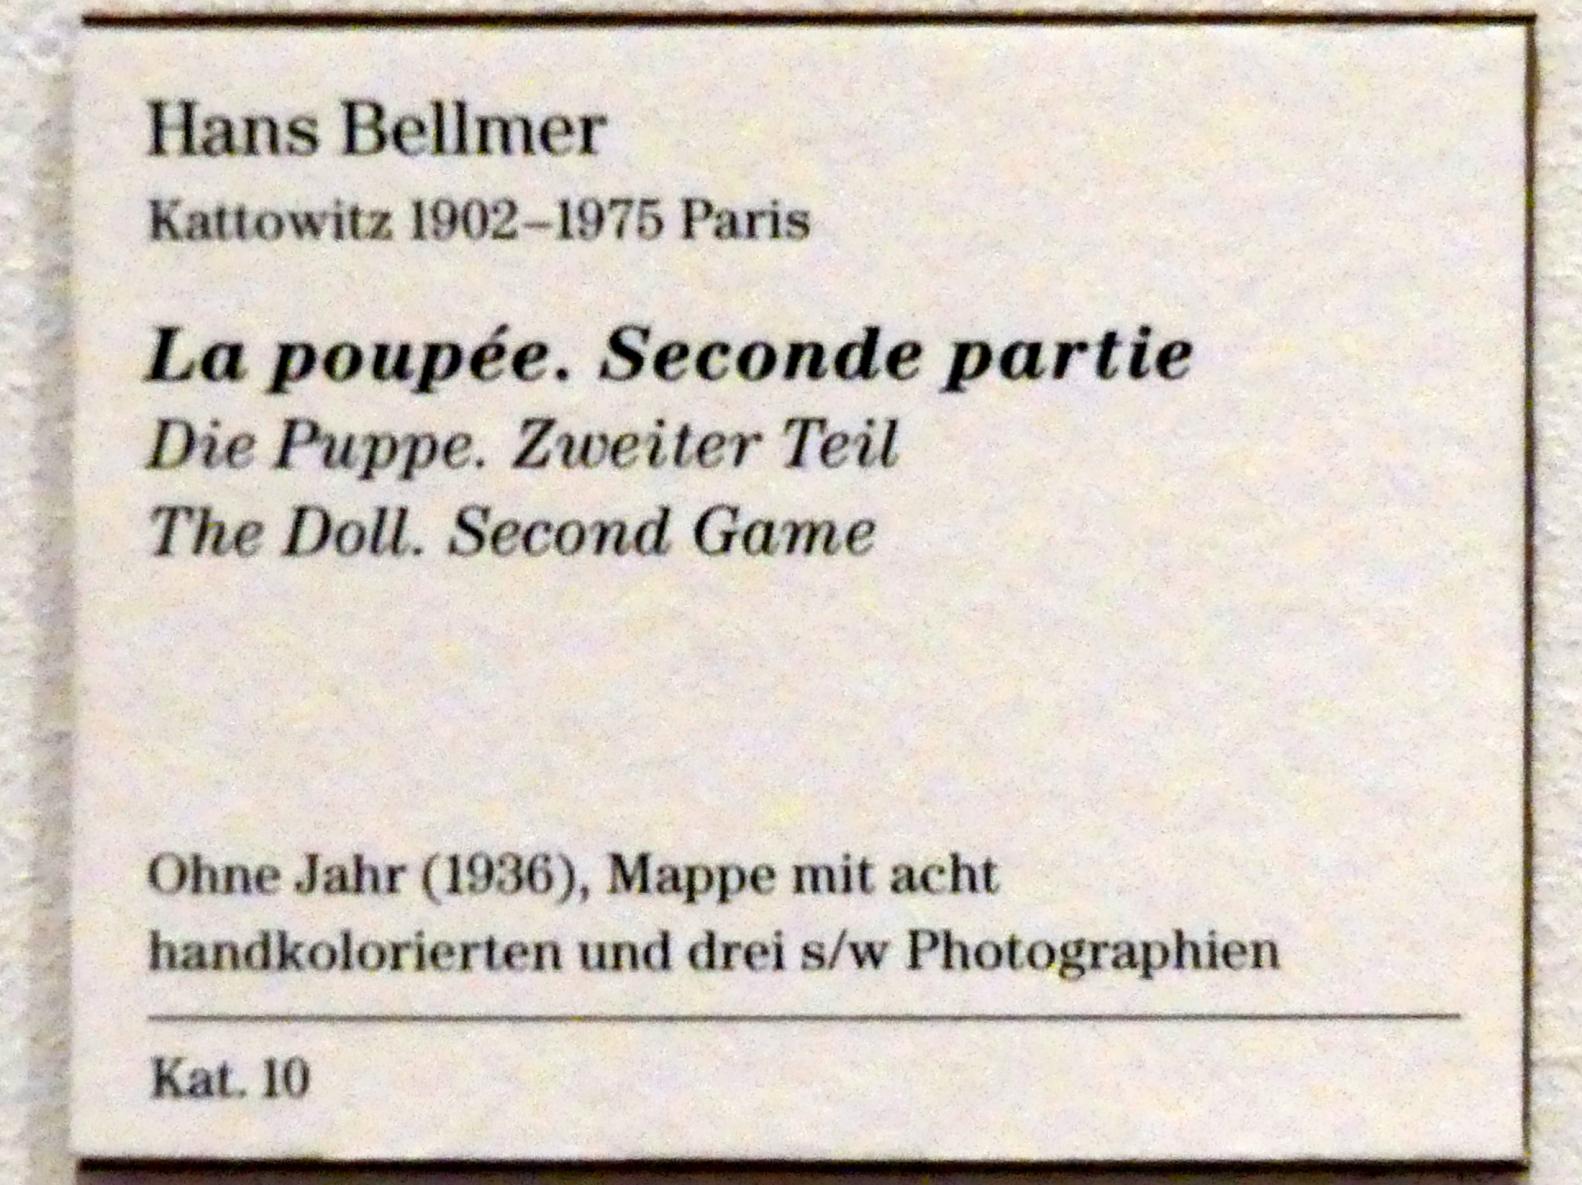 Hans Bellmer
Kattowitz 1902–1975 Paris
La poupée. Seconde partie
Die Puppe. Zweiter Teil
The Doll. Second Game
Ohne Jahr (1936), Mappe mit acht
handkolorierten und drei s/w Photographien
Kat. 10